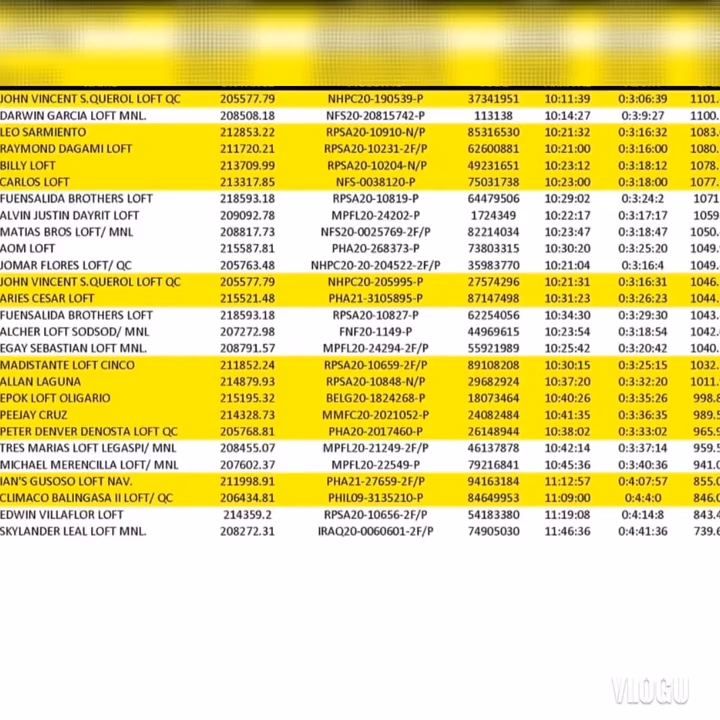 JOHN VINCENT S.QUEROL LOFT QC 205577.79 NHPC20-190539-P 37341951 10:11:39 0:3:06:39 1101.
DARWIN GARCIA LOFT MNL. 208508.18 NFS20-20815742-P 113138 10:14:27 0:3:9:27 1100.
LEO SARMIENTO 212853.22 RPSA20-10910-N/P 85316530 10:21:32 0:3:16:32 1083.
RAYMOND DAGAMI LOFT 211720.21 RPSA20-10231-2F/P 62600881 10:21:00 0:3:16:00 1080.
BILLY LOFT 213709.99 RPSA20-10204-N/P 49231651 10:23:12 0:3:18:12 1078.
CARLOS LOFT 213317.85 NFS-0038120-P 75031738 10:23:00 0:3:18:00 1077.
FUENSALIDA BROTHERS LOFT 218593.18 RPSA20-10819-P 64479506 10:29:02 0:3:24:2 1071
ALVIN JUSTIN DAYRIT LOFT 209092.78 MPFL20-24202-P 1724349 10:22:17 0:3:17:17 1059
MATIAS BROS LOFT/ MNL 208817.73 NFS20-0025769-2F/P 82214034 10:23:47 0:3:18:47 1050.
AOM LOFT 215587.81 PHA20-268373-P 73803315 10:30:20 0:3:25:20 1049.
JOMAR FLORES LOFT/ QC 205763.48 NHPC20-20-204522-2F/P 35983770 10:21:04 0:3:16:4 1049.
JOHN VINCENT S.QUEROL LOFT QC 205577.79 NHPC20-205995-P 27574296 10:21:31 0:3:16:31 1046.
ARIES CESAR LOFT 215521.48 PHA21-3105895-P 87147498 10:31:23 0:3:26:23 1044.
FUENSALIDA BROTHERS LOFT 218593.18 RPSA20-10827-P 62254056 10:34:30 0:3:29:30 1043.
ALCHER LOFT SODSOD/ MNL 207272.98 FNF20-1149-P 44969615 10:23:54 0:3:18:54 1042.
EGAY SEBASTIAN LOFT MNL. 208791.57 MPFL20-24294-2F/P 55921989 10:25:42 0:3:20:42 1040.
MADISTANTE LOFT CINCO 211852.24 RPSA20-10659-2F/P 89108208 10:30:15 0:3:25:15 1032.
ALLAN LAGUNA 214879.93 RPSA20-10848-N/P 29682924 10:37:20 0:3:32:20 1011.
EPOK LOFT OLIGARIO 215195.32 BELG20-1824268-P 18073464 10:40:26 0:3:35:26 998.8
PEEJAY CRUZ 214328.73 MMFC20-2021052-P 24082484 10:41:35 0:3:36:35 989.5
PETER DENVER DENOSTA LOFT QC 205768.81 PHA20-2017460-P 26148944 10:38:02 0:3:33:02 965.9
TRES MARIAS LOFT LEGASPI/ MNL 208455.07 MPFL20-21249-2F/P 46137878 10:42:14 0:3:37:14 959.5
MICHAEL MERENCILLA LOFT/ MNL 207602.37 MPFL20-22549-P 79216841 10:45:36 0:3:40:36 941.0
IAN'S GUSOSO LOFT NAV. 211998.91 PHA21-27659-2F/P 94163184 11:12:57 0:4:07:57 855.0
CLIMACO BALINGASA II LOFT/ QC 206434.81 PHIL09-3135210-P 84649953 11:09:00 0:4:4:0 846.0
EDWIN VILLAFLOR LOFT 214359.2 RPSA20-10656-2F/P 54183380 11:19:08 0:4:14:8 843.4
SKYLANDER LEAL LOFT MNL. 208272.31 IRAQ20-0060601-2F/P 74905030 11:46:36 0:4:41:36 739.6
VLOGU